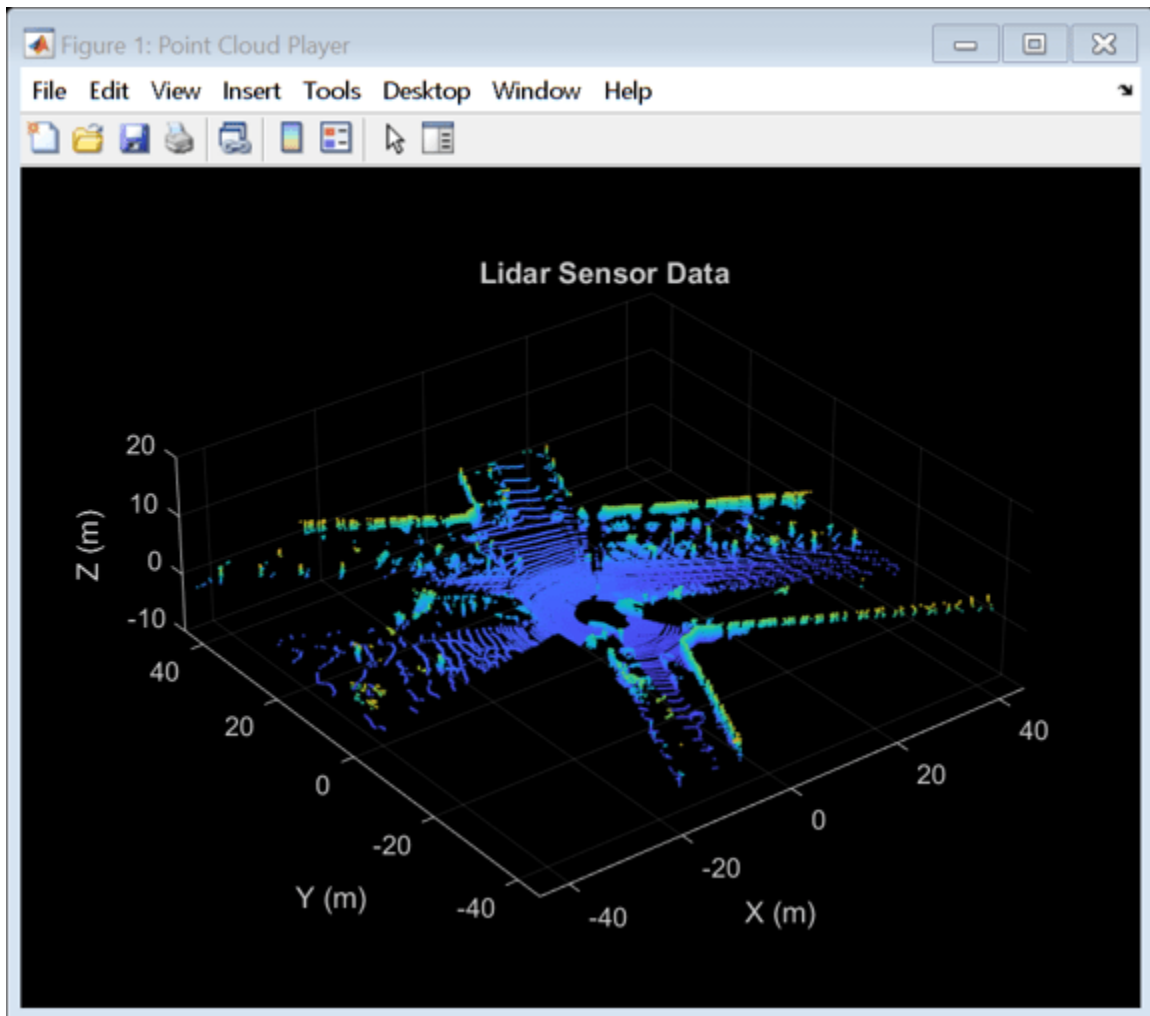 Figure 1: Point Cloud Player
File Edit View Insert Tools Desktop Window Help
Lidar Sensor Data
20
10
0
-10
Z (m)
40
20
0
-20
-40
Y (m)
40
20
0
-20
-40
X (m)